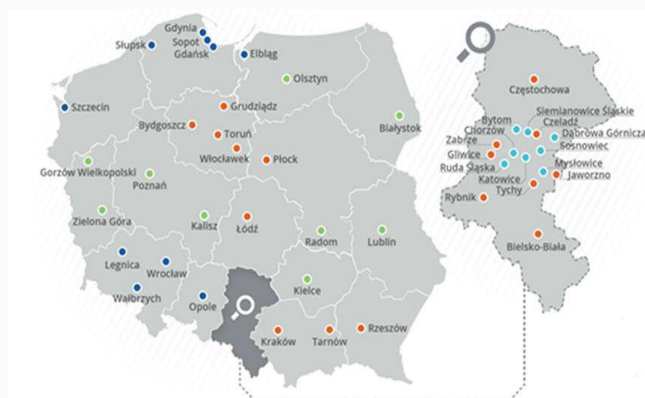 Gdynia
Sopot
Słupsk
Gdańsk
Elbląg
Olsztyn
Szczecin
Grudziądz
Białystok
Bydgoszcz
Toruń
Włocławek
Płock
Gorzów Wielkopolski
Poznań
Zielona Góra
Kalisz
Łódź
Radom
Lublin
Legnica
Wrocław
Wałbrzych
Opole
Kielce
Kraków
Tarnów
Rzeszów
Częstochowa
Siemianowice Śląskie
Bytom
Czeladź
Chorzów
Dąbrowa Górnicza
Zabrze
Sosnowiec
Gliwice
Mysłowice
Ruda Śląska
Jaworzno
Katowice
Tychy
Rybnik
Bielsko-Biała